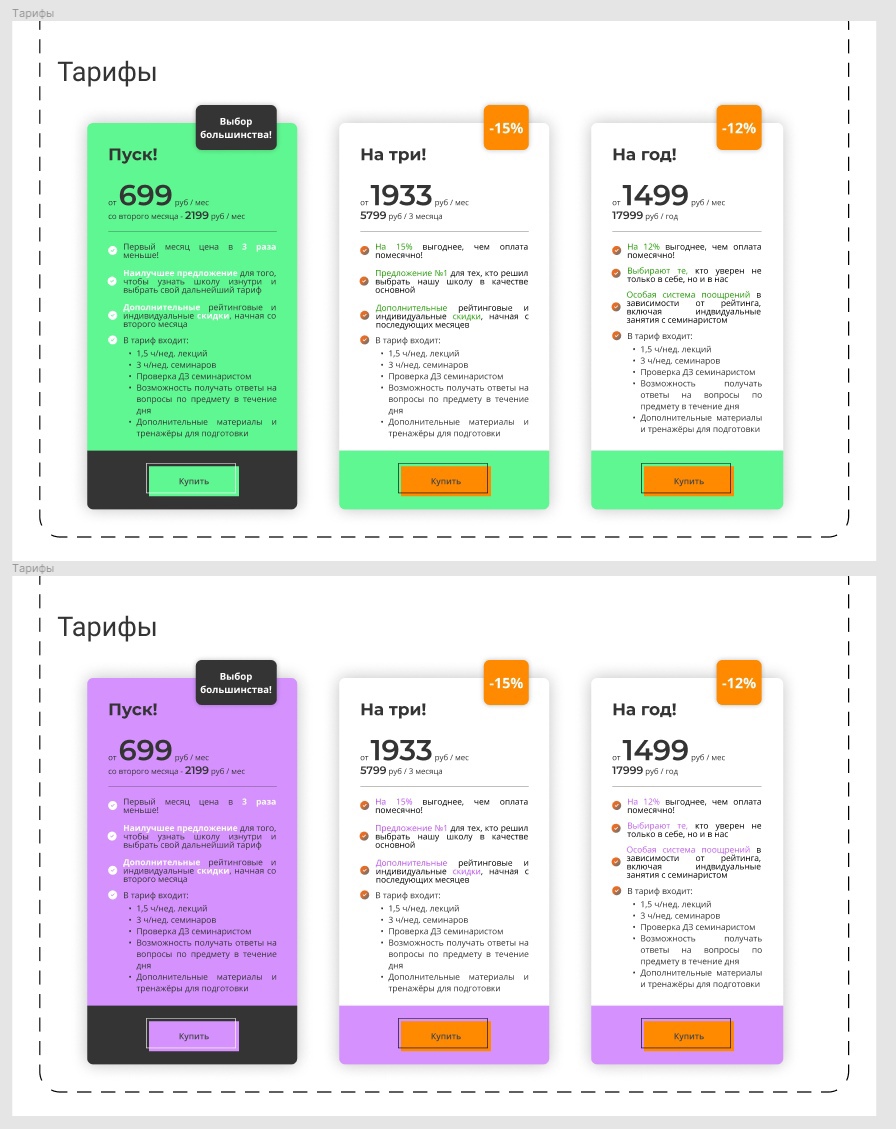 Тарифы
Тарифы
Выбор
большинства!
Пуск!
от 699 руб / мес
со второго месяца - 2199 руб / мес
Первый месяц цена в 3 раза
меньше!
Наилучшее предложение для того,
чтобы узнать школу изнутри и
выбрать свой дальнейший тариф
Дополнительные рейтинговые и
индивидуальные скидки, начная со
второго месяца
В тариф входит:
• 1,5 ч/нед. лекций
• 3 ч/нед. семинаров
• Проверка ДЗ семинаристом
• Возможность получать ответы на
вопросы по предмету в течение
дня
• Дополнительные материалы и
тренажёры для подготовки
Купить
-15%
На три!
от 1933 руб / мес
5799 руб / 3 месяца
На 15% выгоднее, чем оплата
помесячно!
Предложение №1 для тех, кто решил
выбрать нашу школу в качестве
основной
Дополнительные рейтинговые и
индивидуальные скидки, начная с
последующих месяцев
В тариф входит:
• 1,5 ч/нед. лекций
• 3 ч/нед. семинаров
• Проверка ДЗ семинаристом
• Возможность получать ответы на
вопросы по предмету в течение
дня
• Дополнительные материалы и
тренажёры для подготовки
Купить
-12%
На год!
от 1499 руб / мес
17999 руб / год
На 12% выгоднее, чем оплата
помесячно!
Выбирают те, кто уверен не
только в себе, но и в нас
Особая система поощрений в
зависимости от рейтинга,
включая индвидуальные
занятия с семинаристом
В тариф входит:
• 1,5 ч/нед. лекций
• 3 ч/нед. семинаров
• Проверка ДЗ семинаристом
• Возможность получать
ответы на вопросы по
предмету в течение дня
• Дополнительные материалы
и тренажёры для подготовки
Купить
Тарифы
Тарифы
Выбор
большинства!
Пуск!
от 699 руб / мес
со второго месяца - 2199 руб / мес
Первый месяц цена в 3 раза
меньше!
Наилучшее предложение для того,
чтобы узнать школу изнутри и
выбрать свой дальнейший тариф
Дополнительные рейтинговые и
индивидуальные скидки, начная со
второго месяца
В тариф входит:
• 1,5 ч/нед. лекций
• 3 ч/нед. семинаров
• Проверка ДЗ семинаристом
• Возможность получать ответы на
вопросы по предмету в течение
дня
• Дополнительные материалы и
тренажёры для подготовки
Купить
-15%
На три!
от 1933 руб / мес
5799 руб / 3 месяца
На 15% выгоднее, чем оплата
помесячно!
Предложение №1 для тех, кто решил
выбрать нашу школу в качестве
основной
Дополнительные рейтинговые и
индивидуальные скидки, начная с
последующих месяцев
В тариф входит:
• 1,5 ч/нед. лекций
• 3 ч/нед. семинаров
• Проверка ДЗ семинаристом
• Возможность получать ответы на
вопросы по предмету в течение
дня
• Дополнительные материалы и
тренажёры для подготовки
Купить
-12%
На год!
от 1499 руб / мес
17999 руб / год
На 12% выгоднее, чем оплата
помесячно!
Выбирают те, кто уверен не
только в себе, но и в нас
Особая система поощрений в
зависимости от рейтинга,
включая индвидуальные
занятия с семинаристом
В тариф входит:
• 1,5 ч/нед. лекций
• 3 ч/нед. семинаров
• Проверка ДЗ семинаристом
• Возможность получать
ответы на вопросы по
предмету в течение дня
• Дополнительные материалы
и тренажёры для подготовки
Купить